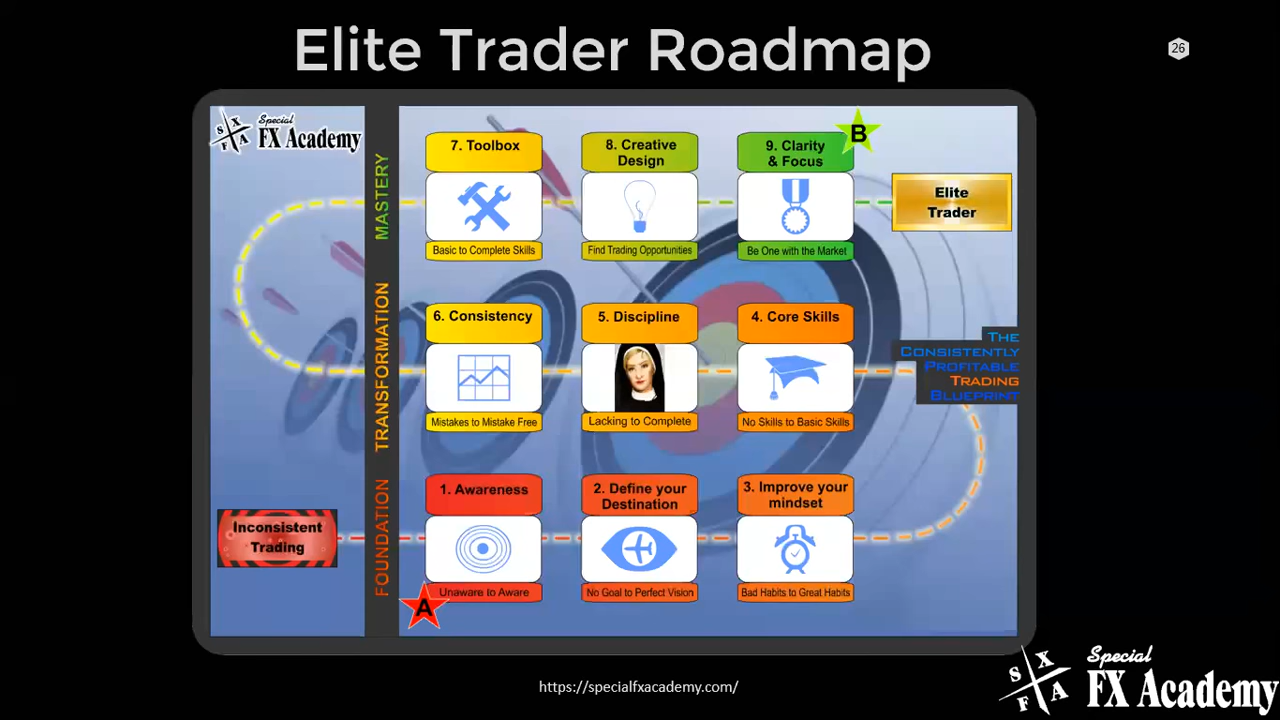 Elite Trader Roadmap
26
S X F A
Special
FX Academy
MASTERY
7. Toolbox
Basic to Complete Skills
8. Creative
Design
Find Trading Opportunities
9. Clarity
& Focus
B
Be One with the Market
Elite
Trader
TRANSFORMATION
6. Consistency
Mistakes to Mistake Free
5. Discipline
Lacking to Complete
4. Core Skills
No Skills to Basic Skills
THE
CONSISTENTLY
PROFITABLE
TRADING
BLUEPRINT
FOUNDATION
Inconsistent
Trading
1. Awareness
Unaware to Aware
A
2. Define your
Destination
No Goal to Perfect Vision
3. Improve your
mindset
Bad Habits to Great Habits
https://specialfxacademy.com/
S X F A
Special
FX Academy